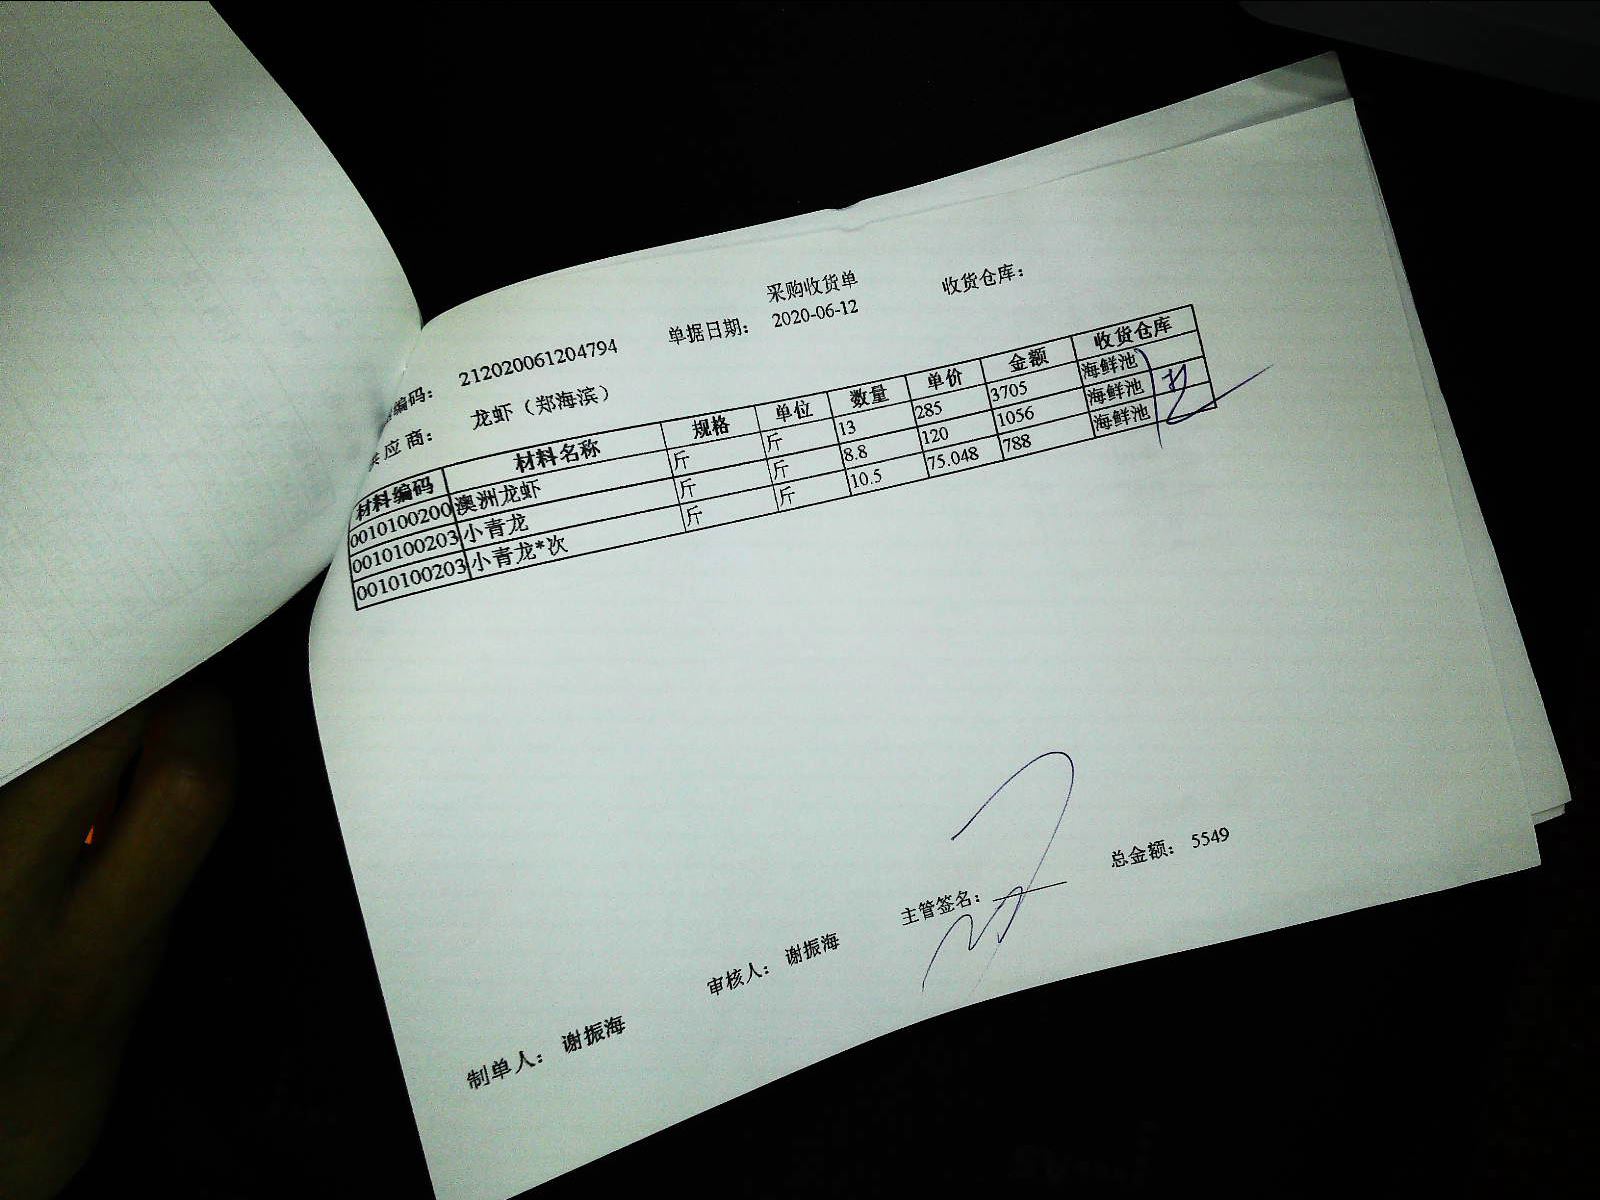 采购收货单
编码: 212020061204794 单据日期: 2020-06-12 收货仓库:
应商: 龙虾（郑海滨）
材料编码 材料名称 规格 单位 数量 单价 金额 收货仓库
0010100200 澳洲龙虾 斤 斤 13 285 3705 海鲜池
0010100203 小青龙 斤 斤 8.8 120 1056 海鲜池
0010100203 小青龙*次 斤 斤 10.5 75.048 788 海鲜池
制单人: 谢振海 审核人: 谢振海 主管签名: 总金额: 5549